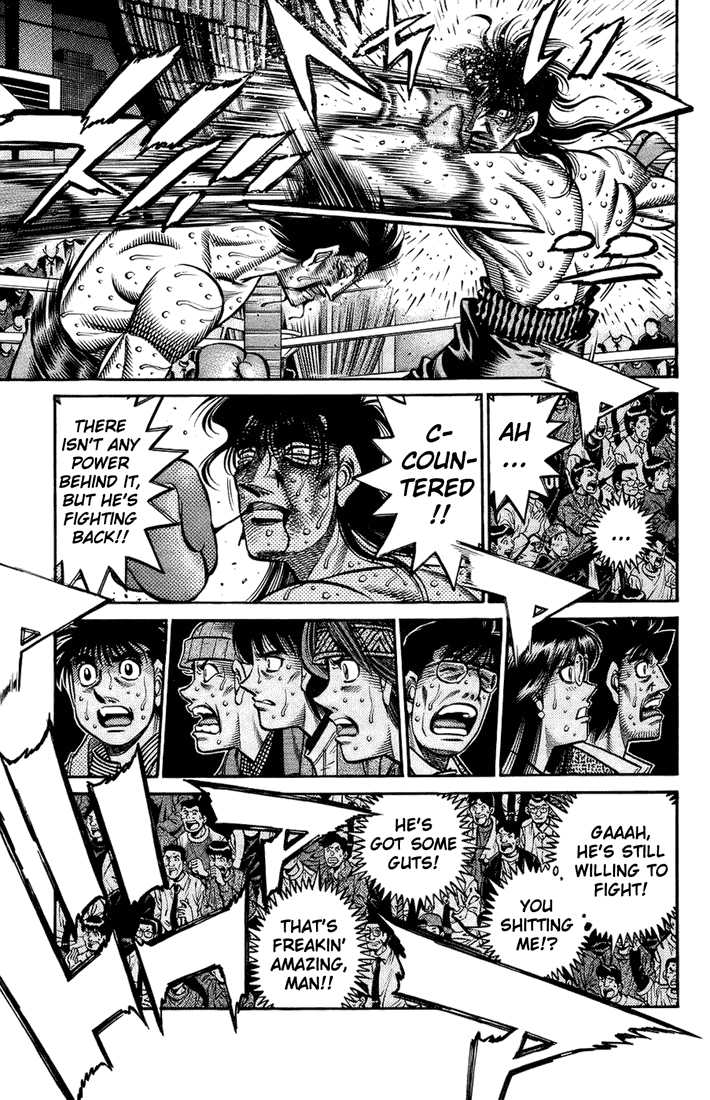 ...
AH
...
C-
COUN-
TERED
!!
THERE
ISN'T ANY
POWER
BEHIND IT,
BUT HE'S
FIGHTING
BACK!!
GAAAH,
HE'S STILL
WILLING TO
FIGHT!
YOU
SHITTING
ME!?
HE'S
GOT SOME
GUTS!
THAT'S
FREAKIN'
AMAZING,
MAN!!